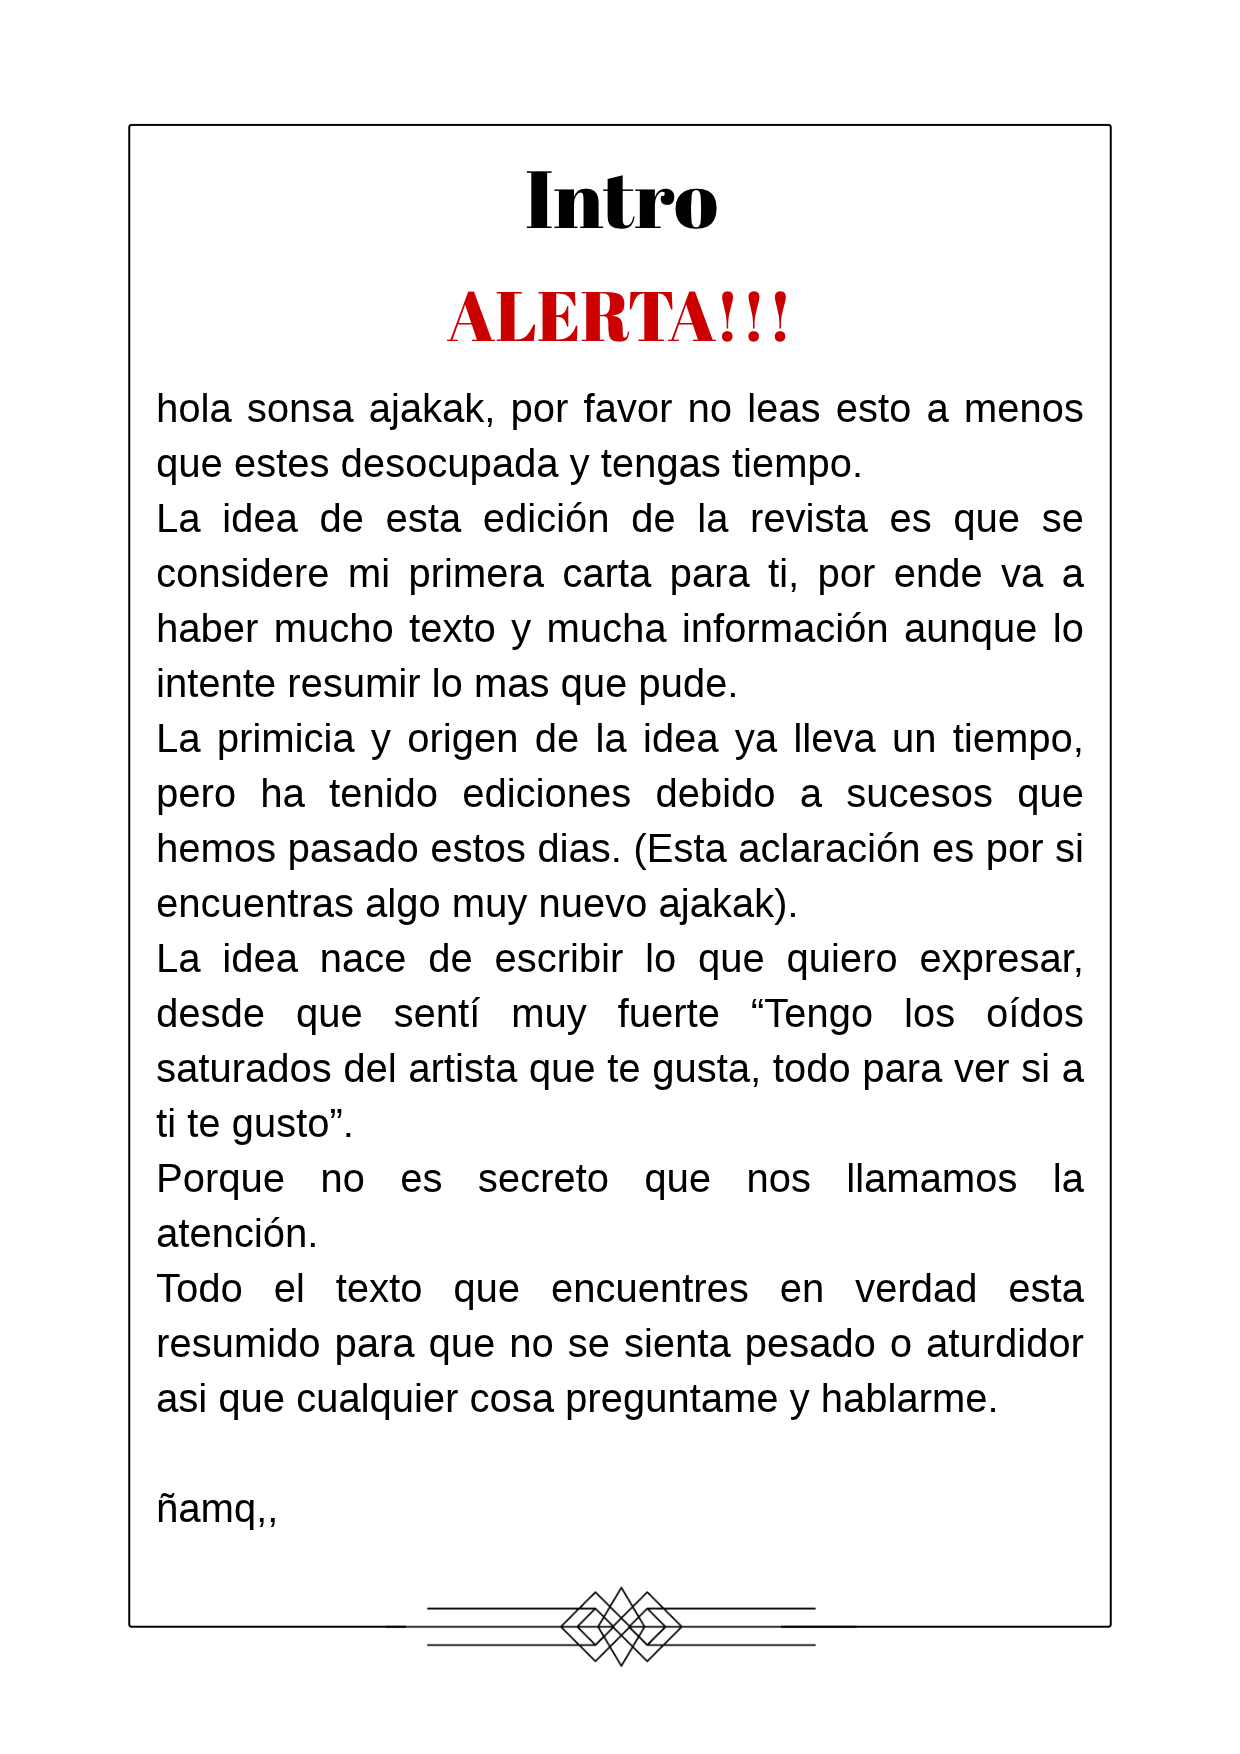 Intro
ALERTA!!!
hola sonsa ajakak, por favor no leas esto a menos
que estes desocupada y tengas tiempo.
La idea de esta edición de la revista es que se
considere mi primera carta para ti, por ende va a
haber mucho texto y mucha información aunque lo
intente resumir lo mas que pude.
La primicia y origen de la idea ya lleva un tiempo,
pero ha tenido ediciones debido a sucesos que
hemos pasado estos dias. (Esta aclaración es por si
encuentras algo muy nuevo ajakak).
La idea nace de escribir lo que quiero expresar,
desde que sentí muy fuerte “Tengo los oídos
saturados del artista que te gusta, todo para ver si a
ti te gusto”.
Porque no es secreto que nos llamamos la
atención.
Todo el texto que encuentres en verdad esta
resumido para que no se sienta pesado o aturdidor
asi que cualquier cosa preguntame y hablarme.
ñamq,,